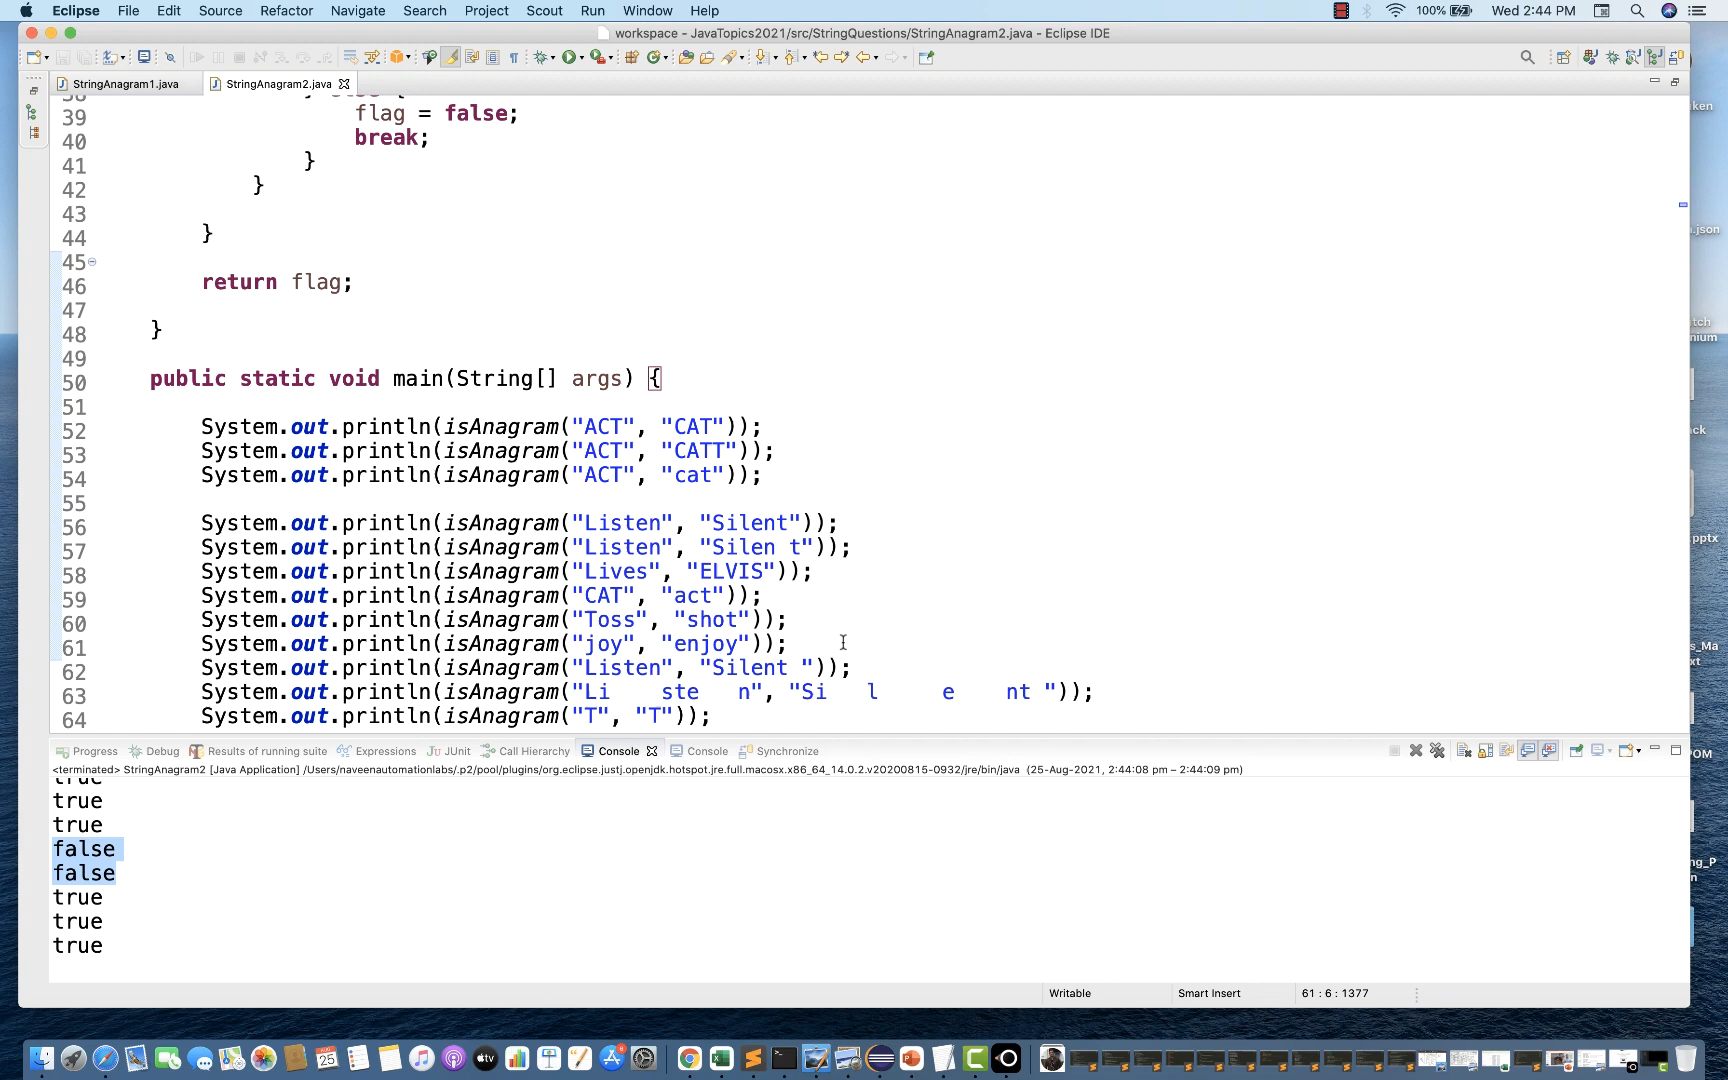 Eclipse File Edit Source Refactor Navigate Search Project Scout Run Window Help 100% Wed 2:44 PM
workspace - JavaTopics2021/src/StringQuestions/StringAnagram2.java - Eclipse IDE
StringAnagram1.java StringAnagram2.java
39 flag = false;
40 break;
41 }
42 }
43
44 }
45
46 return flag;
47
48 }
49
50 public static void main(String[] args) {
51
52 System.out.println(isAnagram("ACT", "CAT"));
53 System.out.println(isAnagram("ACT", "CATT"));
54 System.out.println(isAnagram("ACT", "cat"));
55
56 System.out.println(isAnagram("Listen", "Silent"));
57 System.out.println(isAnagram("Listen", "Silen t"));
58 System.out.println(isAnagram("Lives", "ELVIS"));
59 System.out.println(isAnagram("CAT", "act"));
60 System.out.println(isAnagram("Toss", "shot"));
61 System.out.println(isAnagram("joy", "enjoy"));
62 System.out.println(isAnagram("Listen", "Silent "));
63 System.out.println(isAnagram("Li    ste   n", "Si   l     e    nt "));
64 System.out.println(isAnagram("T", "T"));
Progress Debug Results of running suite Expressions JUnit Call Hierarchy Console Console Synchronize
<terminated> StringAnagram2 [Java Application] /Users/naveenautomationlabs/.p2/pool/plugins/org.eclipse.justj.openjdk.hotspot.jre.full.macosx.x86_64_14.0.2.v20200815-0932/jre/bin/java (25-Aug-2021, 2:44:08 pm – 2:44:09 pm)
true
true
true
false
false
true
true
true
Writable Smart Insert 61 : 6 : 1377